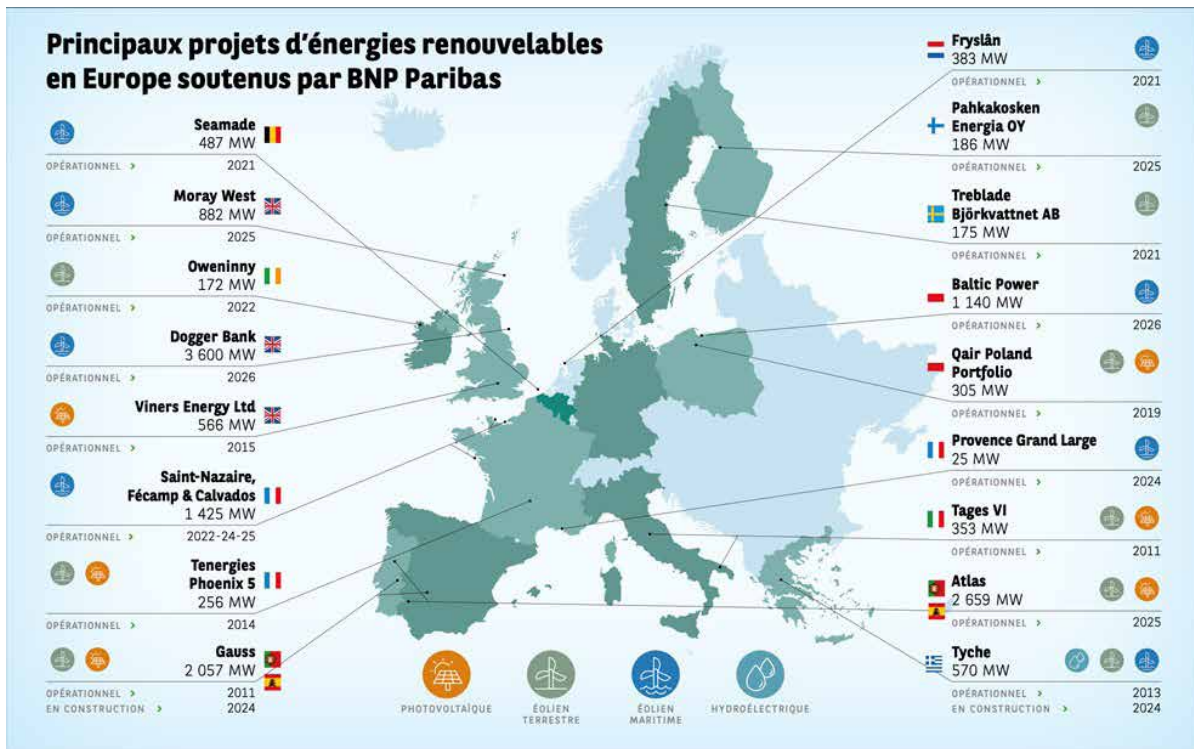 Principaux projets d’énergies renouvelables
en Europe soutenus par BNP Paribas
Seamade
487 MW
OPÉRATIONNEL > 2021
Moray West
882 MW
OPÉRATIONNEL > 2025
Oweninny
172 MW
OPÉRATIONNEL > 2022
Dogger Bank
3 600 MW
OPÉRATIONNEL > 2026
Viners Energy Ltd
566 MW
OPÉRATIONNEL > 2015
Saint-Nazaire,
Fécamp & Calvados
1 425 MW
OPÉRATIONNEL > 2022-24-25
Tenergies
Phoenix 5
256 MW
OPÉRATIONNEL > 2014
Gauss
2 057 MW
OPÉRATIONNEL > 2011
EN CONSTRUCTION > 2024
Fryslân
383 MW
OPÉRATIONNEL > 2021
Pahkakosken
Energia OY
186 MW
OPÉRATIONNEL > 2025
Treblade
Björkvattnet AB
175 MW
OPÉRATIONNEL > 2021
Baltic Power
1 140 MW
OPÉRATIONNEL > 2026
Qair Poland
Portfolio
305 MW
OPÉRATIONNEL > 2019
Provence Grand Large
25 MW
OPÉRATIONNEL > 2024
Tages VI
353 MW
OPÉRATIONNEL > 2011
Atlas
2 659 MW
OPÉRATIONNEL > 2025
Tyche
570 MW
OPÉRATIONNEL > 2013
EN CONSTRUCTION > 2024
PHOTOVOLTAÏQUE
ÉOLIEN
TERRESTRE
ÉOLIEN
MARITIME
HYDROÉLECTRIQUE